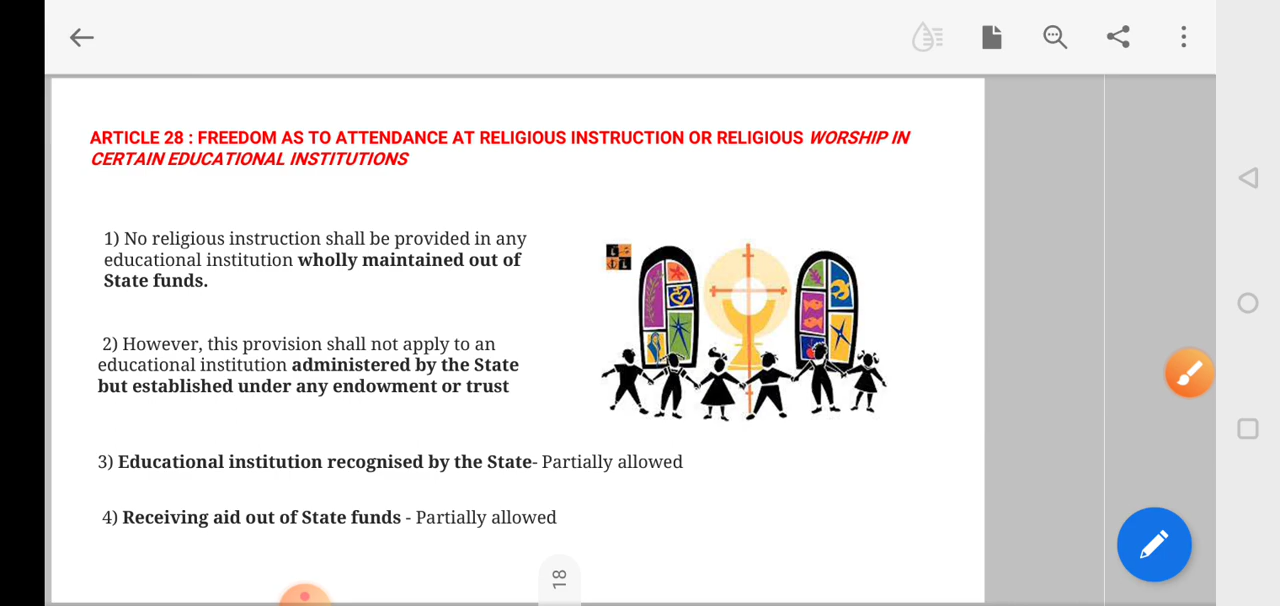 ARTICLE 28 : FREEDOM AS TO ATTENDANCE AT RELIGIOUS INSTRUCTION OR RELIGIOUS WORSHIP IN
CERTAIN EDUCATIONAL INSTITUTIONS
1) No religious instruction shall be provided in any
educational institution wholly maintained out of
State funds.
2) However, this provision shall not apply to an
educational institution administered by the State
but established under any endowment or trust
3) Educational institution recognised by the State- Partially allowed
4) Receiving aid out of State funds - Partially allowed
18